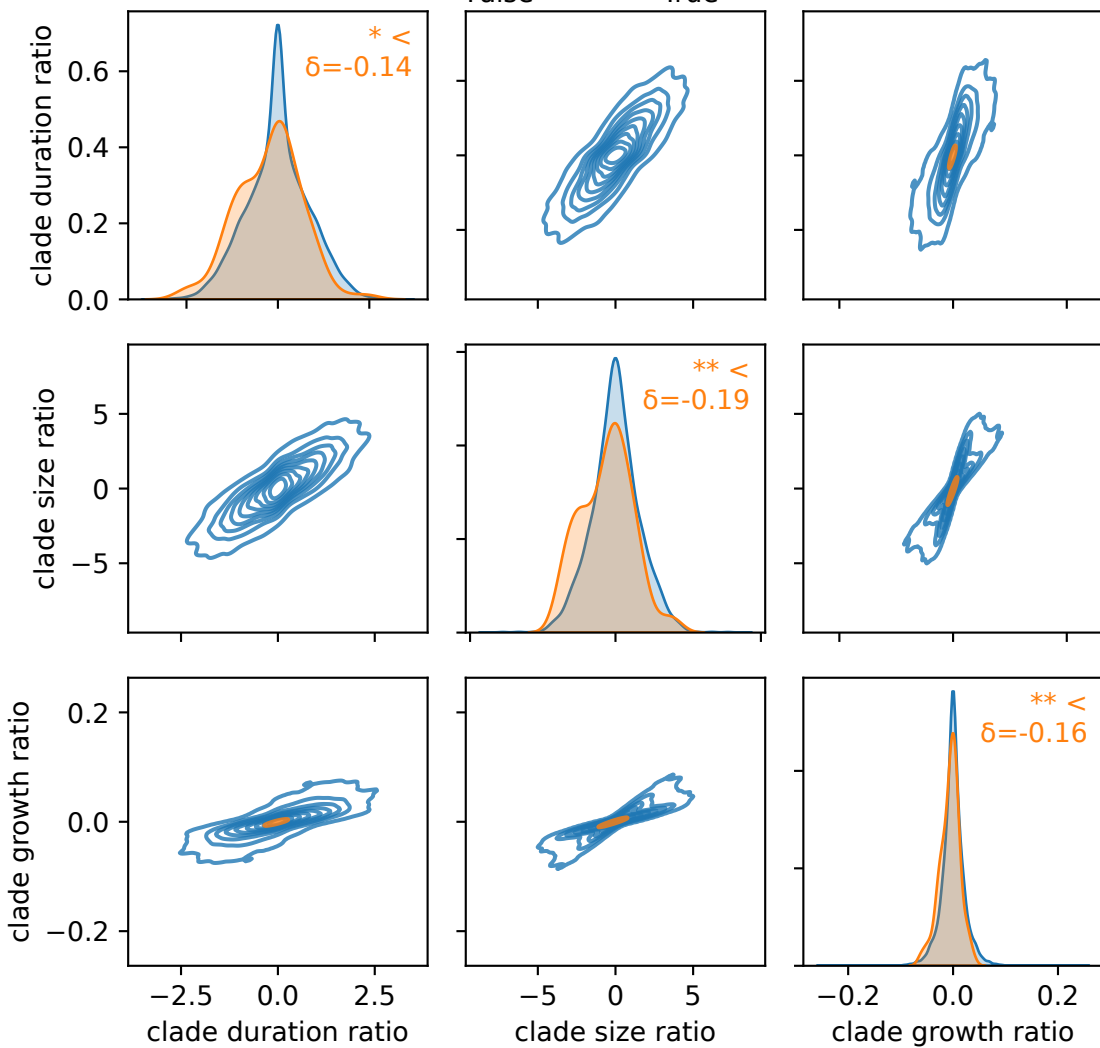 clade duration ratio
0.6
0.4
0.2
0.0
* <
δ=-0.14
clade size ratio
5
0
−5
** <
δ=-0.19
clade growth ratio
0.2
0.0
−0.2
** <
δ=-0.16
−2.5 0.0 2.5
clade duration ratio
−5 0 5
clade size ratio
−0.2 0.0 0.2
clade growth ratio